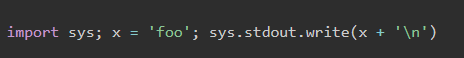 import sys; x = 'foo'; sys.stdout.write(x + '\n')